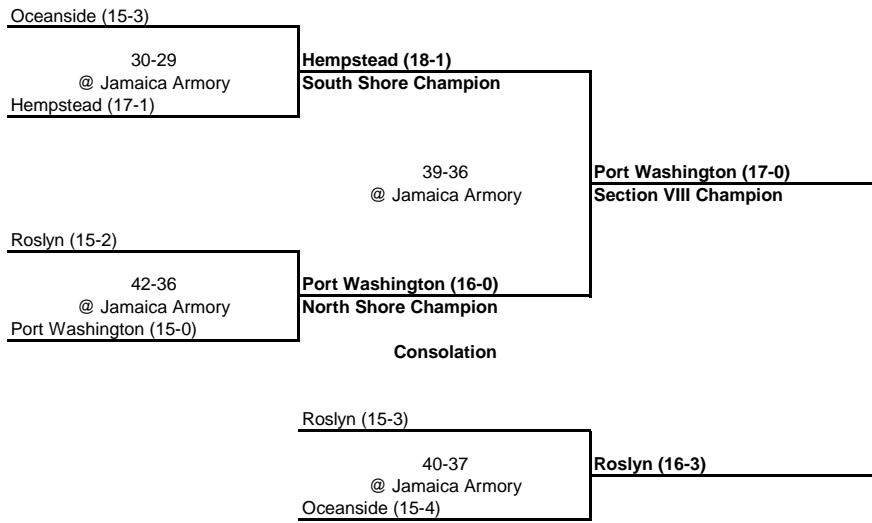 Oceanside (15-3)
30-29
@ Jamaica Armory
Hempstead (17-1)
Hempstead (18-1)
South Shore Champion
39-36
@ Jamaica Armory
Port Washington (17-0)
Section VIII Champion
Roslyn (15-2)
42-36
@ Jamaica Armory
Port Washington (15-0)
Port Washington (16-0)
North Shore Champion
Consolation
Roslyn (15-3)
40-37
@ Jamaica Armory
Oceanside (15-4)
Roslyn (16-3)